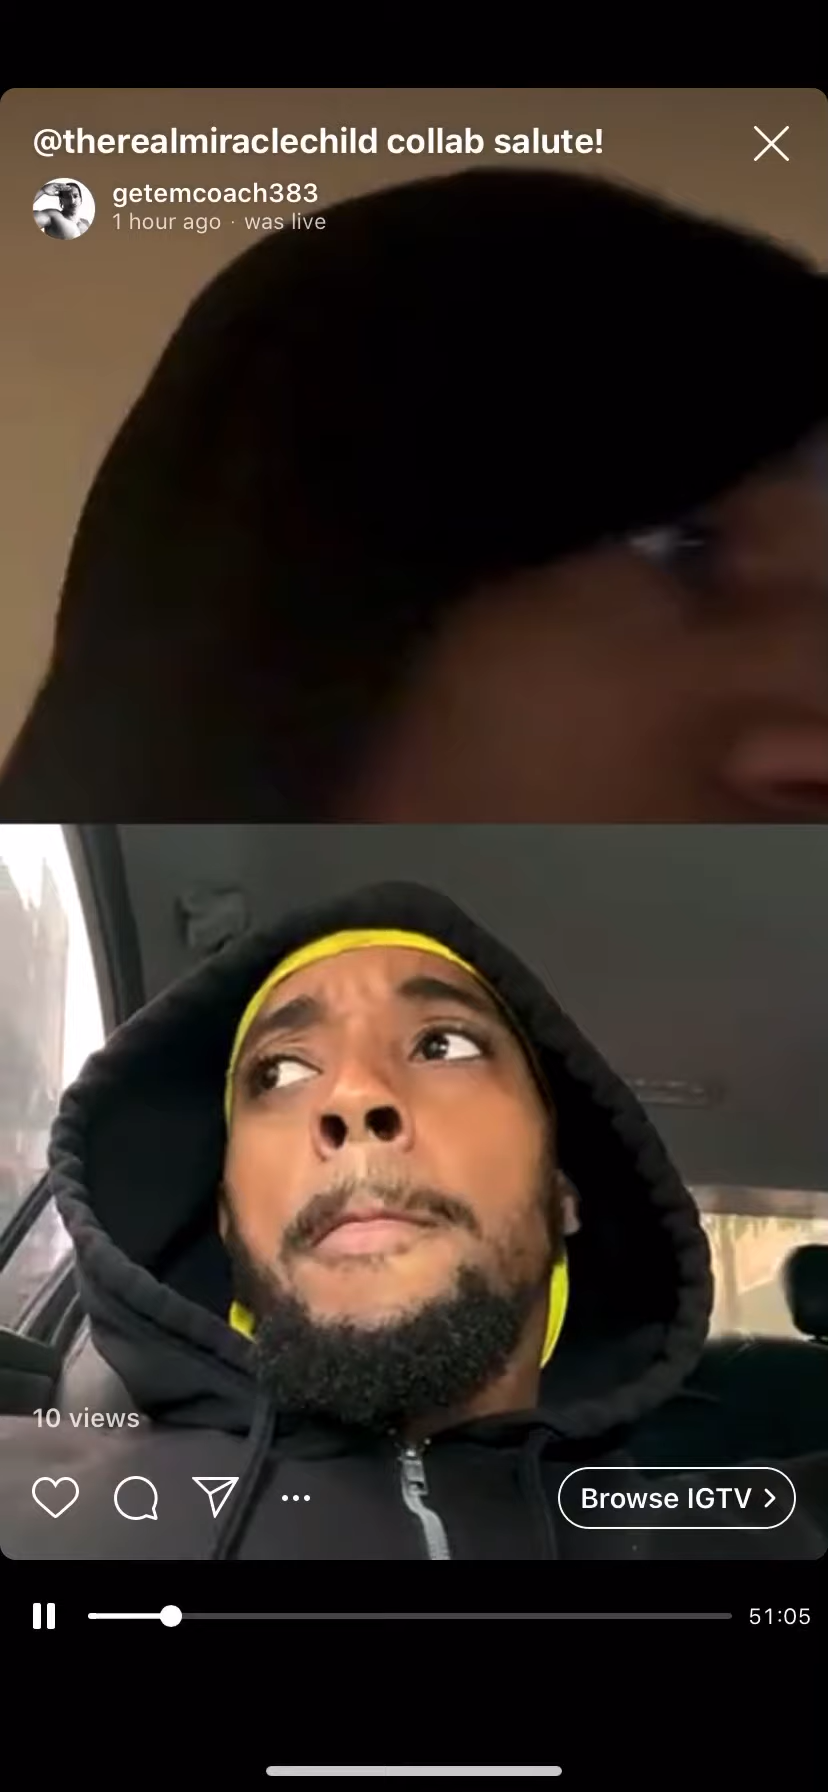 @therealmiraclechild collab salute!
getemcoach383
1 hour ago · was live
10 views
Browse IGTV
51:05